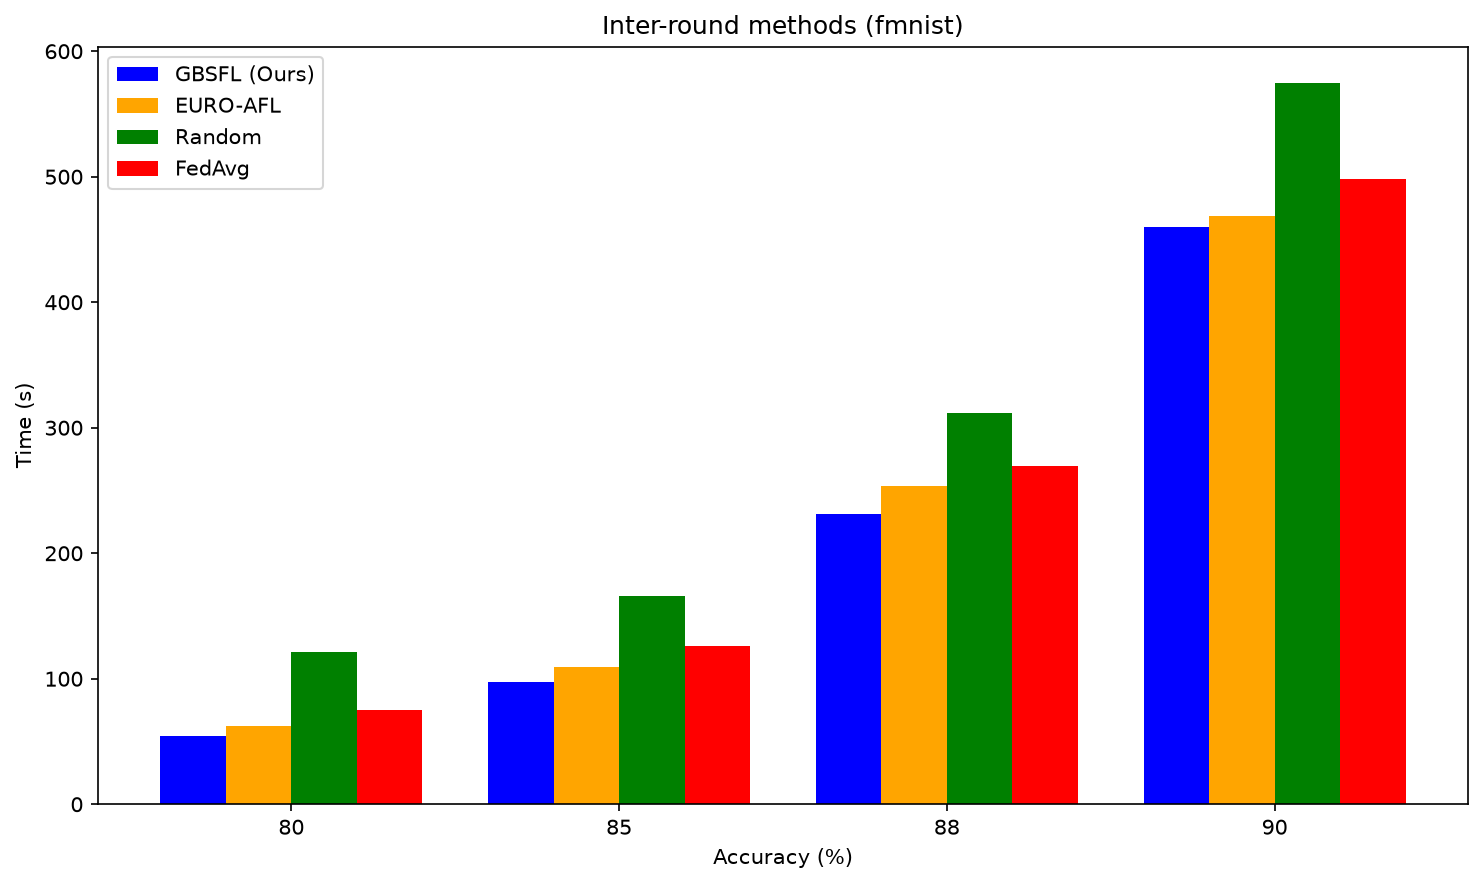 Inter-round methods (fmnist)
600
500
400
300
200
100
0
Time (s)
GBSFL (Ours)
EURO-AFL
Random
FedAvg
80 85 88 90
Accuracy (%)